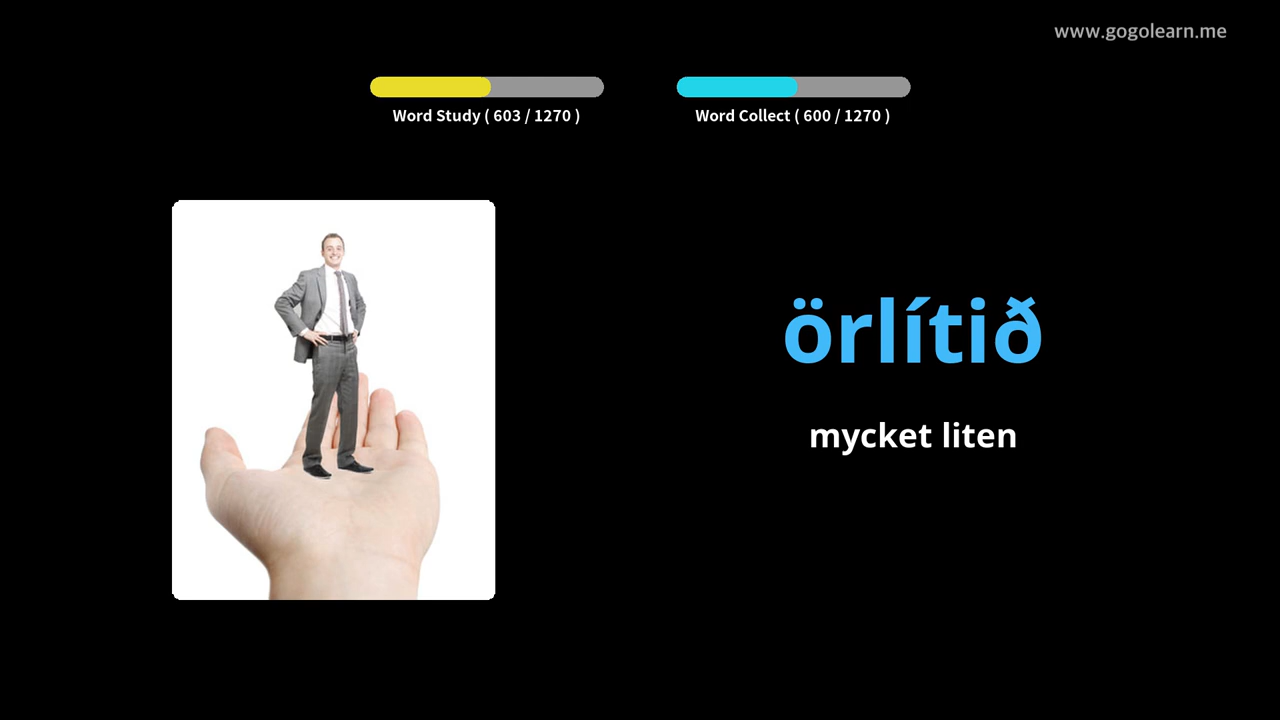 www.gogolearn.me
Word Study ( 603 / 1270 )
Word Collect ( 600 / 1270 )
örlítið
mycket liten